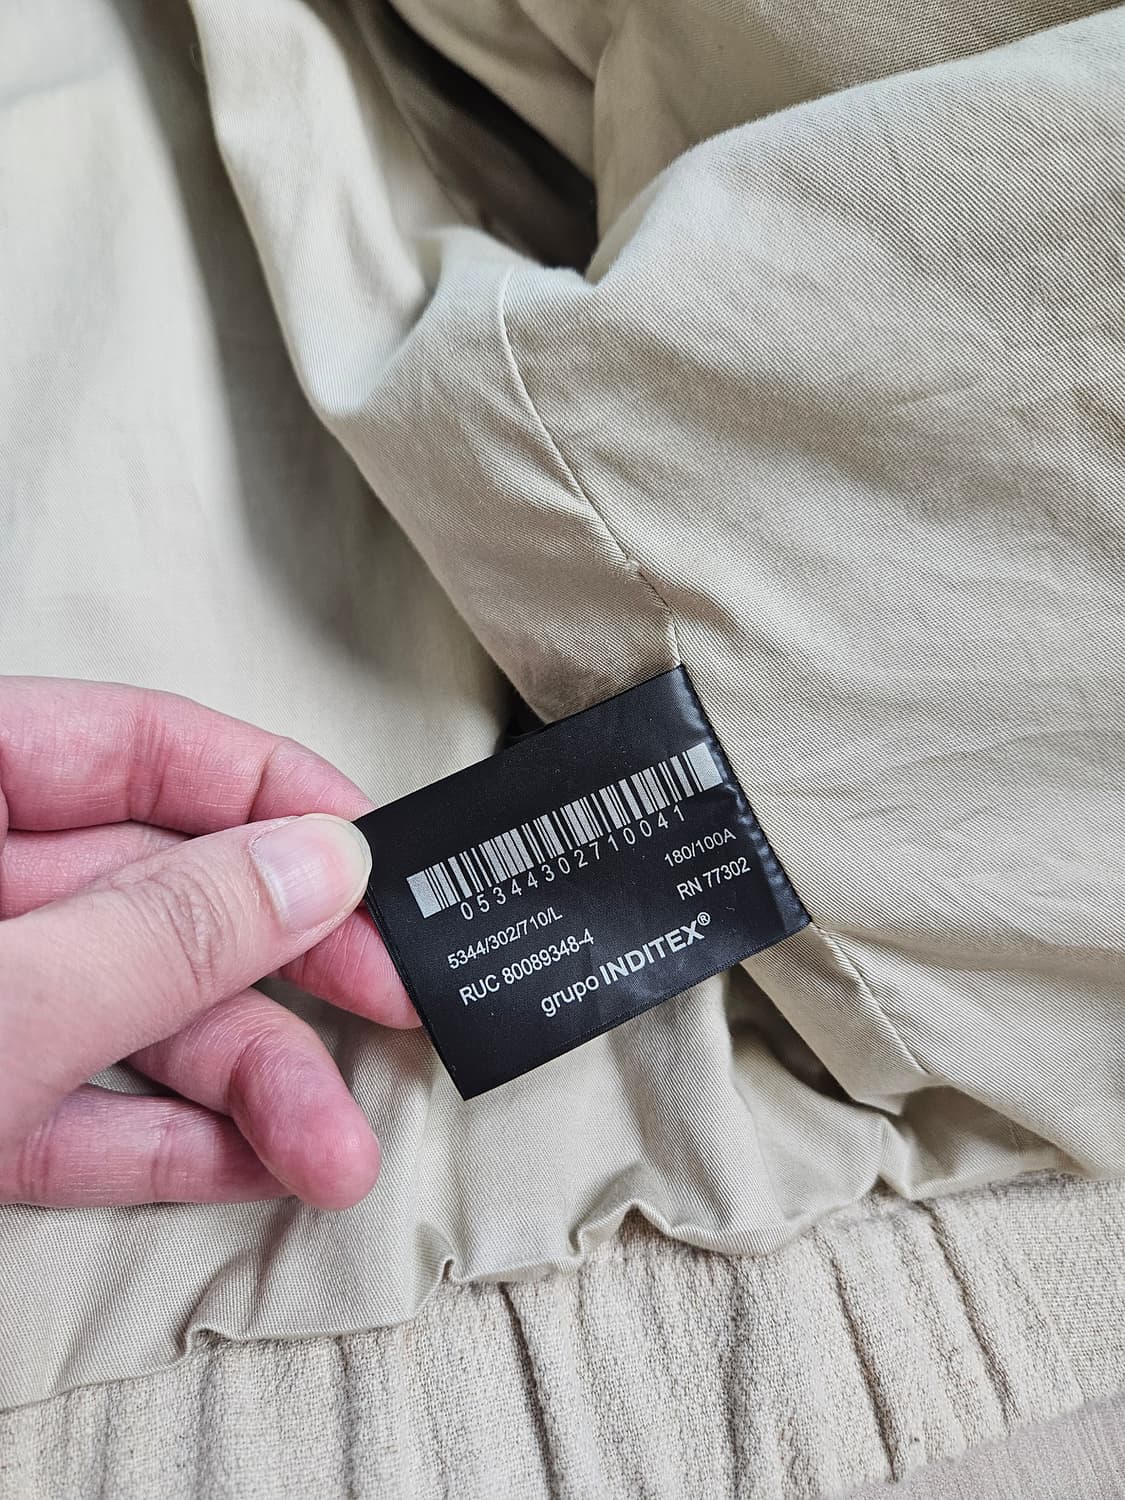 05344302710041
5344/302/710/L
180/100A
RUC 80089348-4
RN 77302
grupo INDITEX®